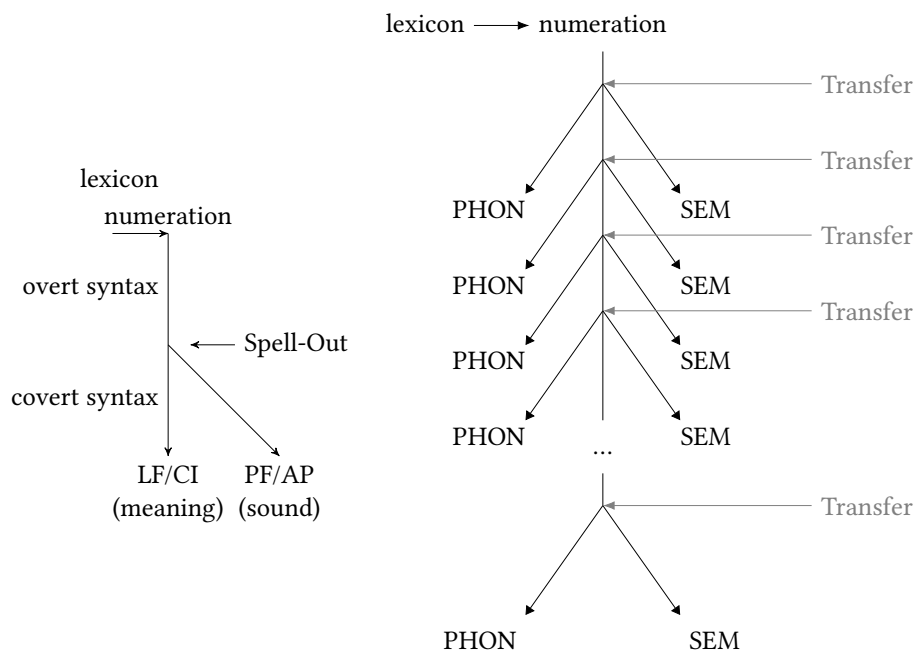 lexicon
numeration
overt syntax
Spell-Out
covert syntax
LF/CI PF/AP
(meaning) (sound)
lexicon numeration
Transfer
Transfer
PHON SEM
Transfer
PHON SEM
Transfer
PHON SEM
PHON SEM
...
Transfer
PHON SEM